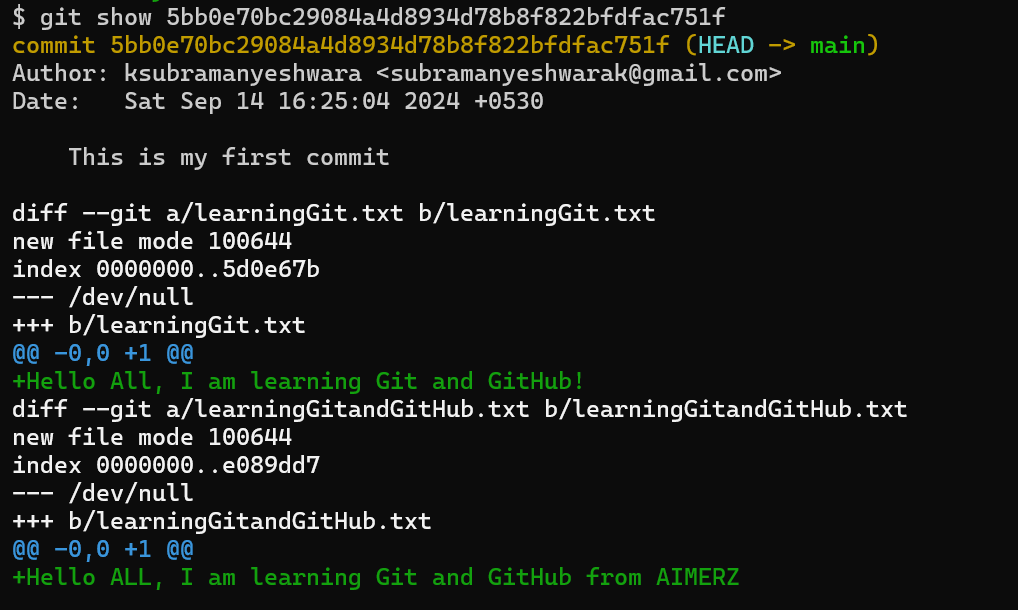 $ git show 5bb0e70bc29084a4d8934d78b8f822bfdfac751f
commit 5bb0e70bc29084a4d8934d78b8f822bfdfac751f (HEAD -> main)
Author: ksubramanyeshwara <subramanyeshwarak@gmail.com>
Date:   Sat Sep 14 16:25:04 2024 +0530

    This is my first commit

diff --git a/learningGit.txt b/learningGit.txt
new file mode 100644
index 0000000..5d0e67b
--- /dev/null
+++ b/learningGit.txt
@@ -0,0 +1 @@
+Hello All, I am learning Git and GitHub!
diff --git a/learningGitandGitHub.txt b/learningGitandGitHub.txt
new file mode 100644
index 0000000..e089dd7
--- /dev/null
+++ b/learningGitandGitHub.txt
@@ -0,0 +1 @@
+Hello ALL, I am learning Git and GitHub from AIMERZ